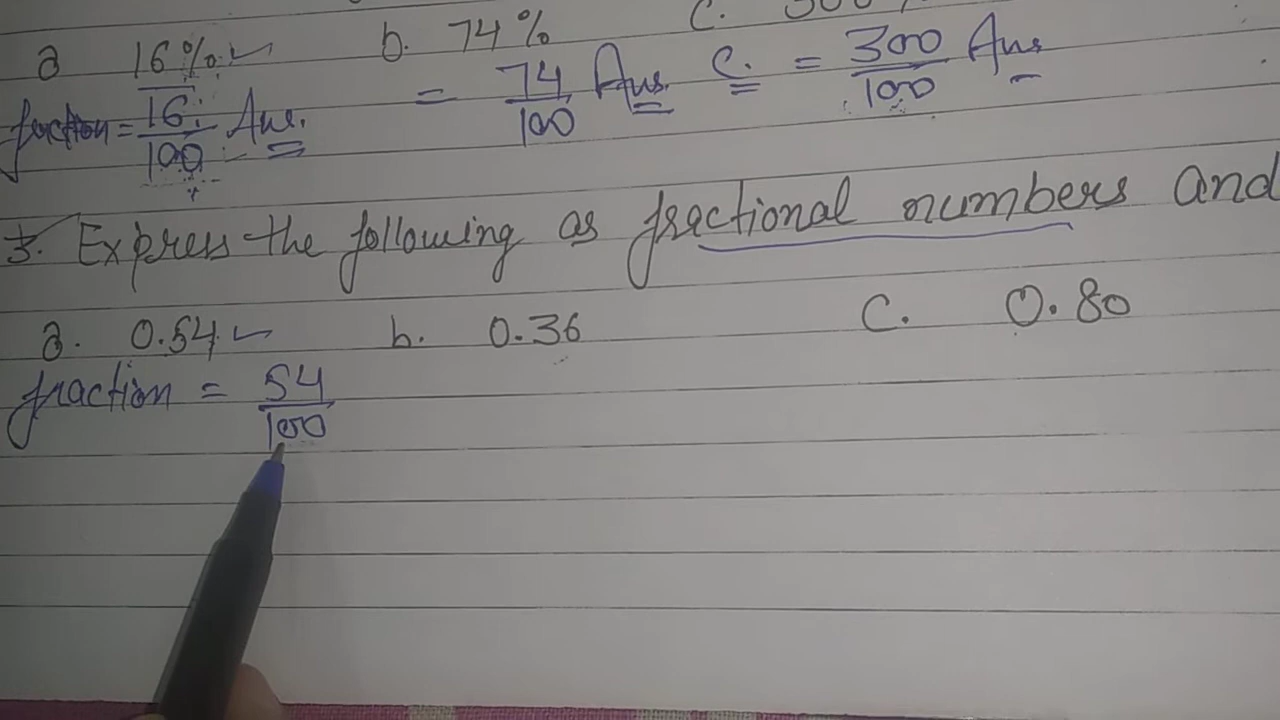 a 16% b. 74% C.
fraction = 16/100 Ans. = 74/100 Ans. C. = 300/100 Ans
3. Express the following as fractional numbers and
a. 0.54 b. 0.36 C. 0.80
fraction = 54/100